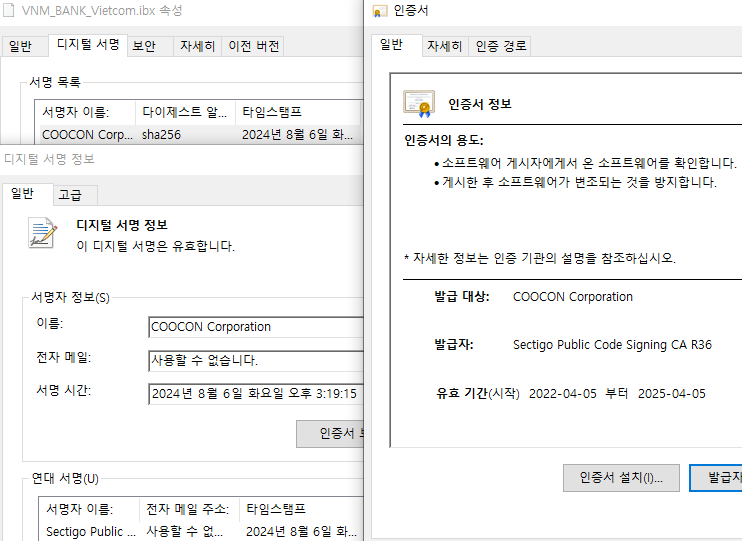 VNM_BANK_Vietcom.ibx 속성
일반 디지털 서명 보안 자세히 이전 버전
서명 목록
서명자 이름: 다이제스트 알... 타임스탬프
COOCON Corp... sha256 2024년 8월 6일 화...
디지털 서명 정보
일반 고급
디지털 서명 정보
이 디지털 서명은 유효합니다.
서명자 정보(S)
이름: COOCON Corporation
전자 메일: 사용할 수 없습니다.
서명 시간: 2024년 8월 6일 화요일 오후 3:19:15
인증서
연대 서명(U)
서명자 이름: 전자 메일 주소: 타임스탬프
Sectigo Public ... 사용할 수 없... 2024년 8월 6일 화...
인증서
일반 자세히 인증 경로
인증서 정보
인증서의 용도:
• 소프트웨어 게시자에게서 온 소프트웨어를 확인합니다.
• 게시한 후 소프트웨어가 변조되는 것을 방지합니다.
* 자세한 정보는 인증 기관의 설명을 참조하십시오.
발급 대상: COOCON Corporation
발급자: Sectigo Public Code Signing CA R36
유효 기간(시작) 2022-04-05 부터 2025-04-05
인증서 설치(I)...
발급자